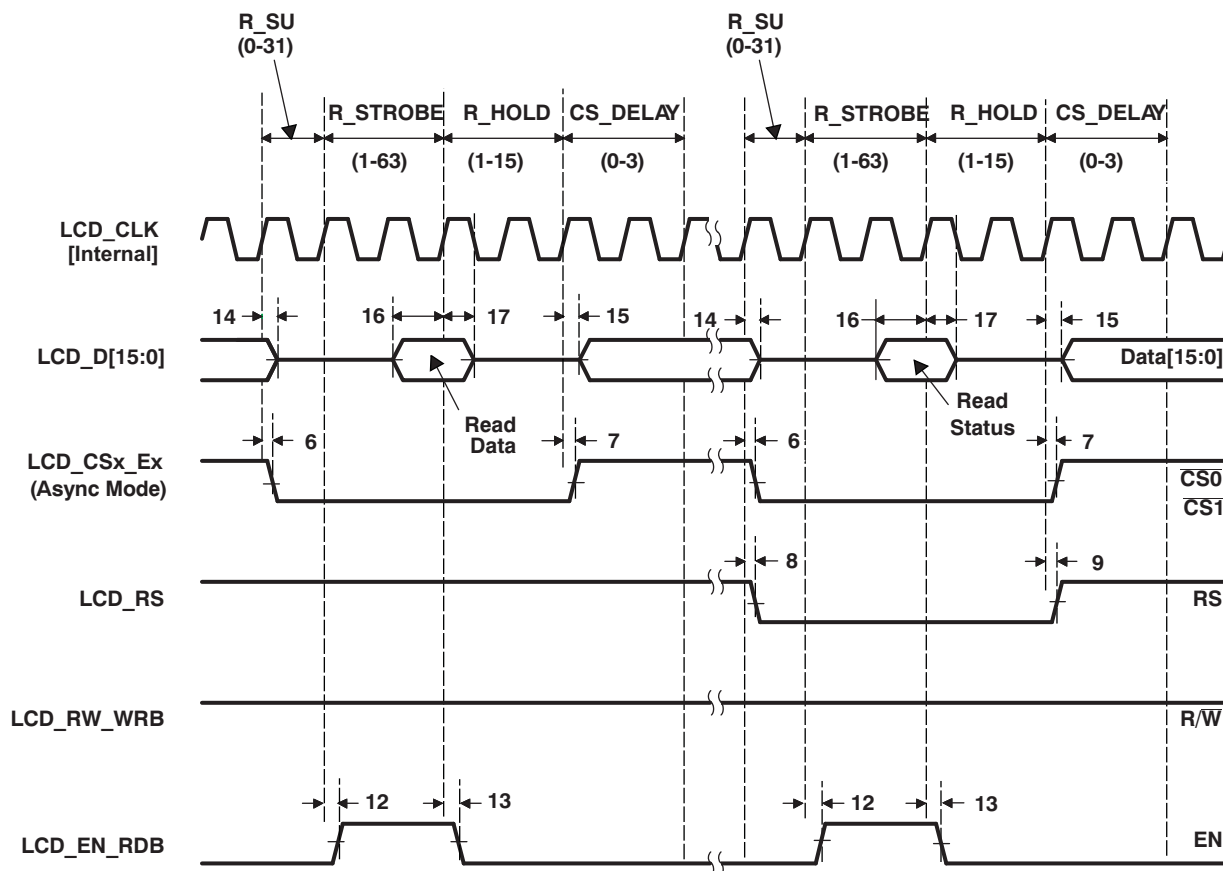 R_SU
(0-31)
R_SU
(0-31)
R_STROBE R_HOLD CS_DELAY
R_STROBE R_HOLD CS_DELAY
(1-63) (1-15) (0-3)
(1-63) (1-15) (0-3)
LCD_CLK
[Internal]
14 16 17 15
14 16 17 15
LCD_D[15:0]
Data[15:0]
Read
Data
Read
Status
6 7
6 7
LCD_CSx_Ex
(Async Mode)
CS0
CS1
8 9
LCD_RS
RS
LCD_RW_WRB
R/W
12 13
12 13
LCD_EN_RDB
EN